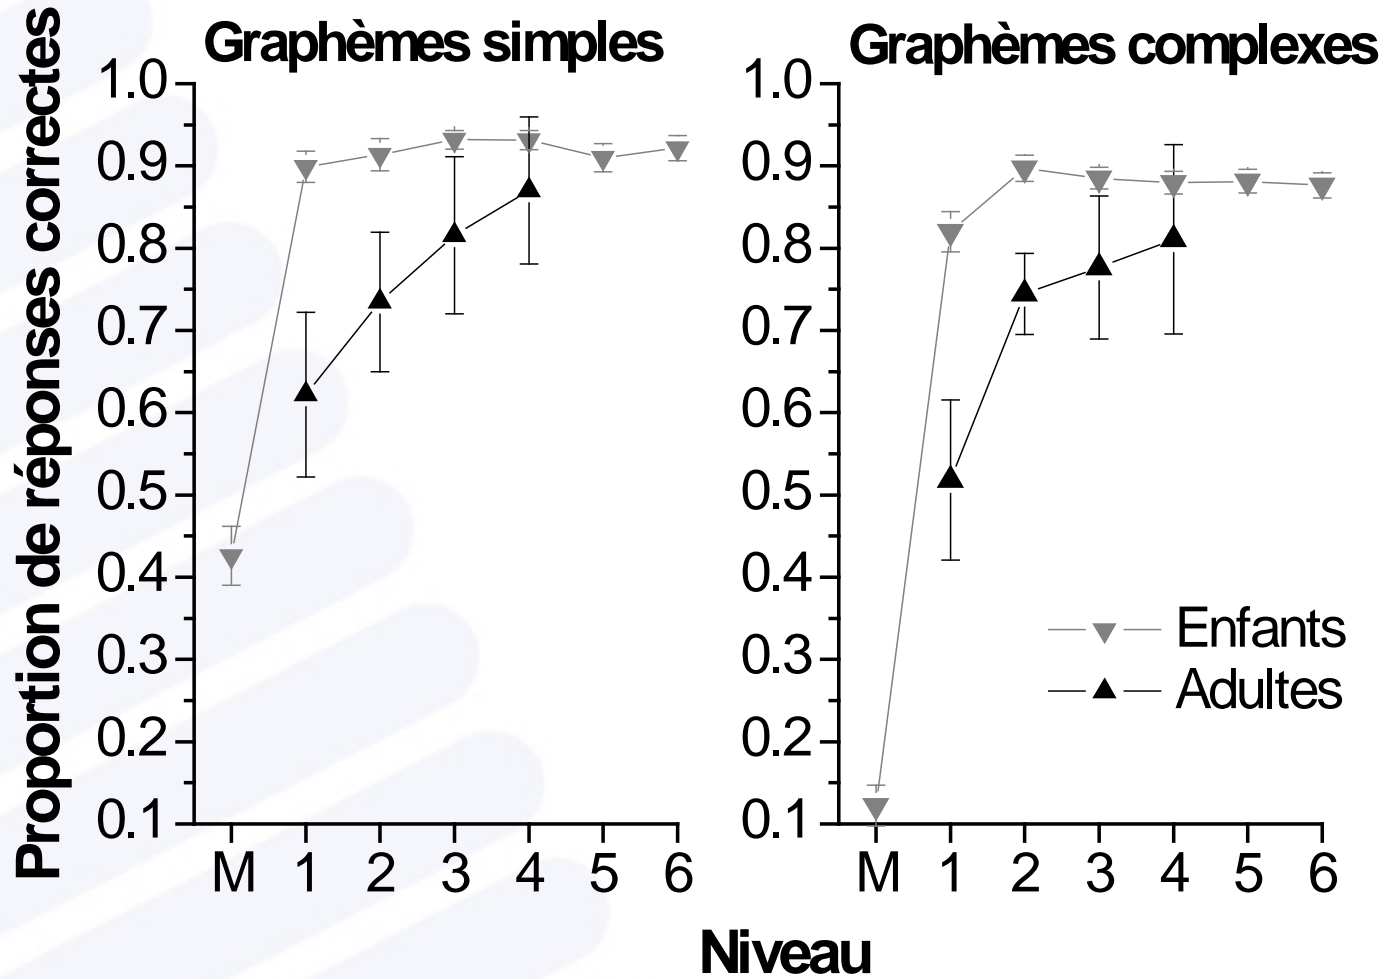 Proportion de réponses correctes
Graphèmes simples
1.0
0.9
0.8
0.7
0.6
0.5
0.4
0.3
0.2
0.1
M 1 2 3 4 5 6
Graphèmes complexes
1.0
0.9
0.8
0.7
0.6
0.5
0.4
0.3
0.2
0.1
M 1 2 3 4 5 6
Enfants
Adultes
Niveau